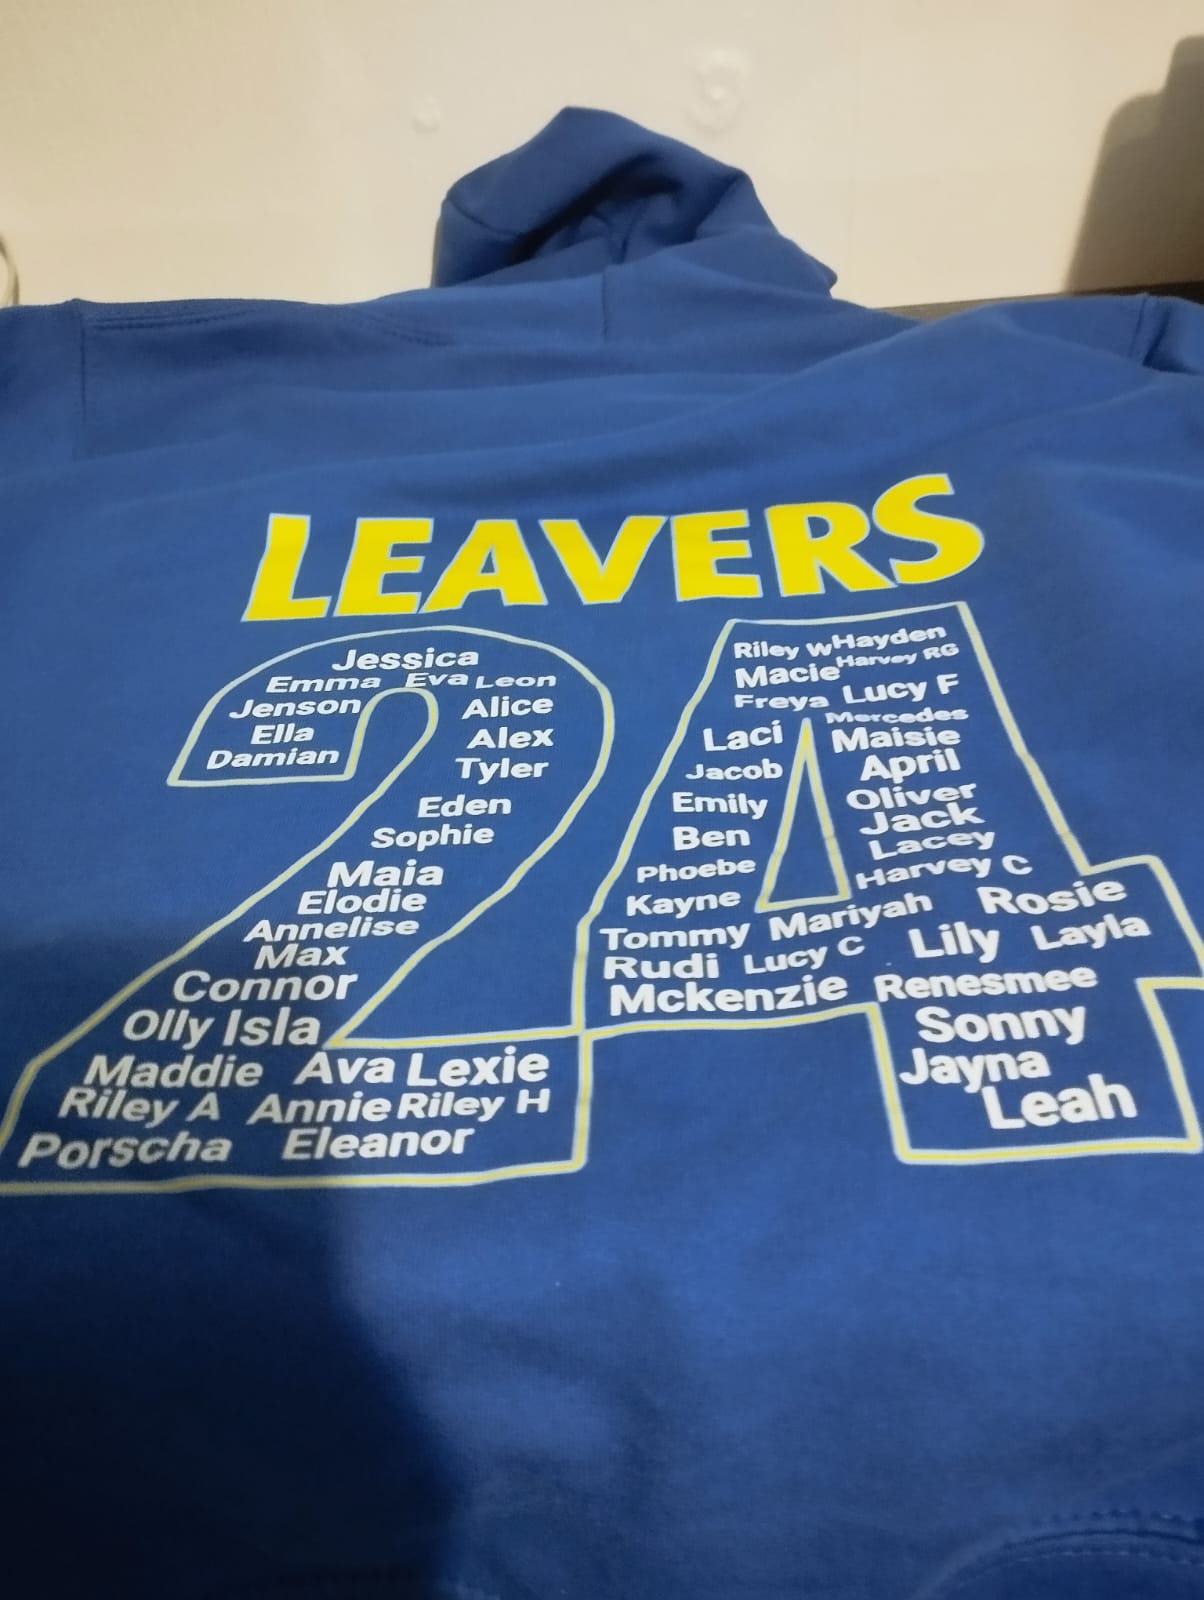 LEAVERS
Jessica
Emma Eva Leon
Jenson Alice
Ella Alex
Damian Tyler
Eden
Sophie
Maia
Elodie
Annelise
Max
Connor
Olly Isla
Maddie Ava Lexie
Riley A Annie Riley H
Porscha Eleanor
Riley W Hayden
Macie Harvey RG
Freya Lucy F
Mercedes
Laci Maisie
Jacob April
Emily Oliver
Ben Jack
Lacey
Phoebe Harvey C
Kayne Rosie
Tommy Mariyah Lily Layla
Rudi Lucy C
Mckenzie Renesmee
Sonny
Jayna
Leah